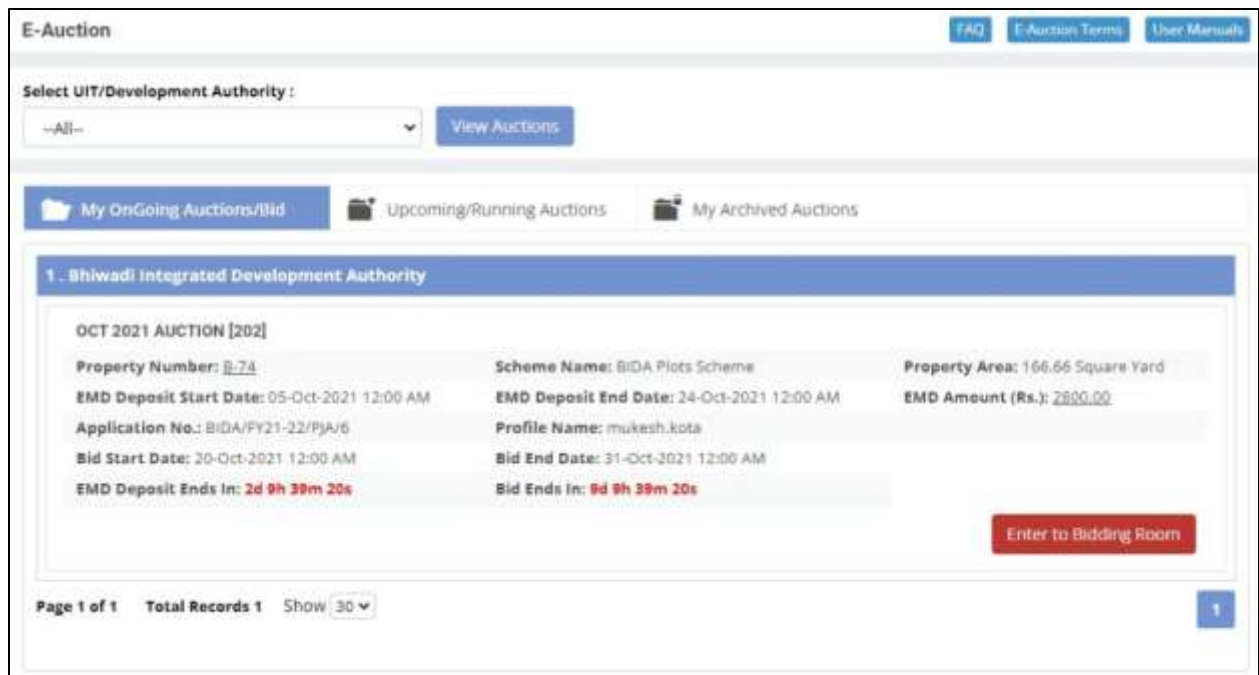 E-Auction FAQ E-Auction Terms User Manuals
Select UIT/Development Authority :
--All-- View Auctions
My OnGoing Auctions/Bid Upcoming/Running Auctions My Archived Auctions
1 . Bhiwadi Integrated Development Authority
OCT 2021 AUCTION [202]
Property Number: B-74 Scheme Name: BIDA Plots Scheme Property Area: 166.66 Square Yard
EMD Deposit Start Date: 05-Oct-2021 12:00 AM EMD Deposit End Date: 24-Oct-2021 12:00 AM EMD Amount (Rs.): 2800.00
Application No.: BIDA/FY21-22/PJA/6 Profile Name: mukesh.kota
Bid Start Date: 20-Oct-2021 12:00 AM Bid End Date: 31-Oct-2021 12:00 AM
EMD Deposit Ends In: 2d 9h 39m 20s Bid Ends In: 9d 9h 39m 20s
Enter to Bidding Room
Page 1 of 1 Total Records 1 Show 30 1